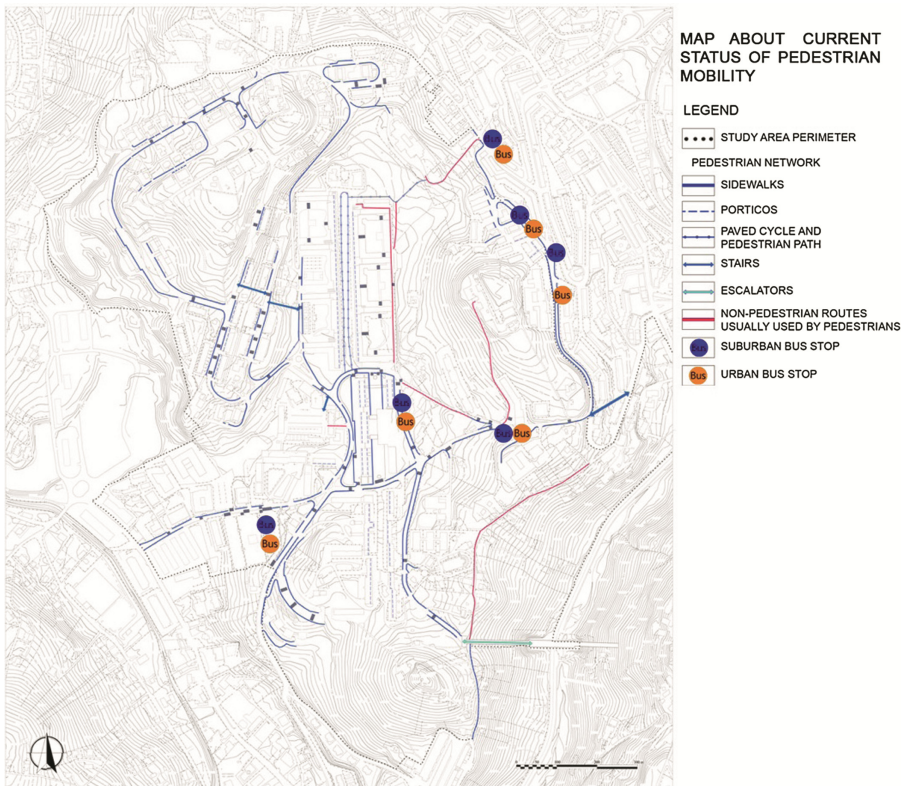 MAP ABOUT CURRENT
STATUS OF PEDESTRIAN
MOBILITY
LEGEND
STUDY AREA PERIMETER
PEDESTRIAN NETWORK
SIDEWALKS
PORTICOS
PAVED CYCLE AND
PEDESTRIAN PATH
STAIRS
ESCALATORS
NON-PEDESTRIAN ROUTES
USUALLY USED BY PEDESTRIANS
Bus
SUBURBAN BUS STOP
Bus
URBAN BUS STOP
Bus
Bus
Bus
Bus
Bus
Bus
Bus
Bus
Bus
Bus
Bus
Bus